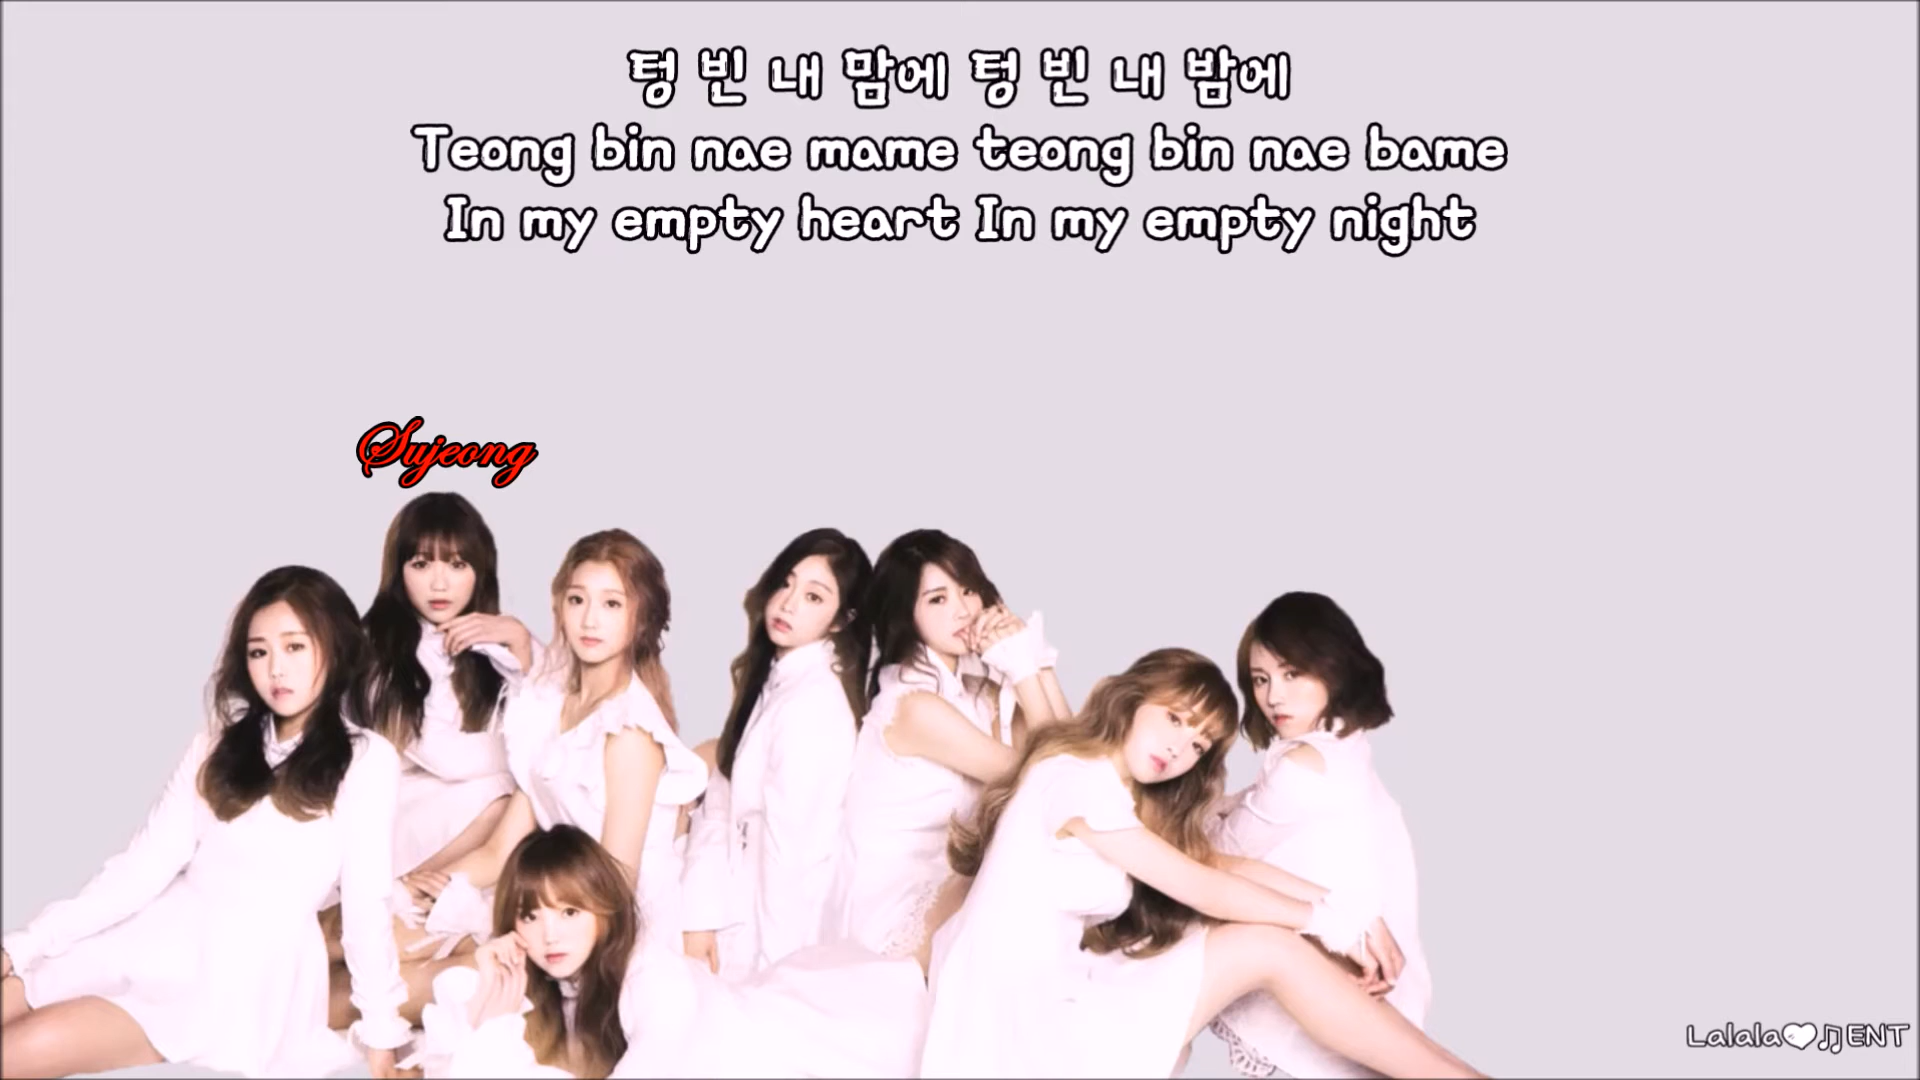 텅 빈 내 맘에 텅 빈 내 밤에
Teong bin nae mame teong bin nae bame
In my empty heart In my empty night
Sujeong
Lalala♥♫ENT